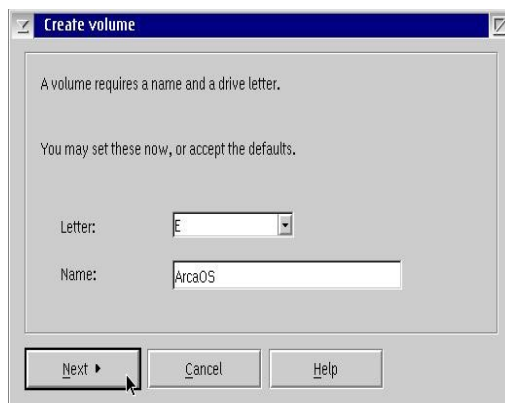 Create volume
A volume requires a name and a drive letter.
You may set these now, or accept the defaults.
Letter: E
Name: ArcaOS
Next Cancel Help